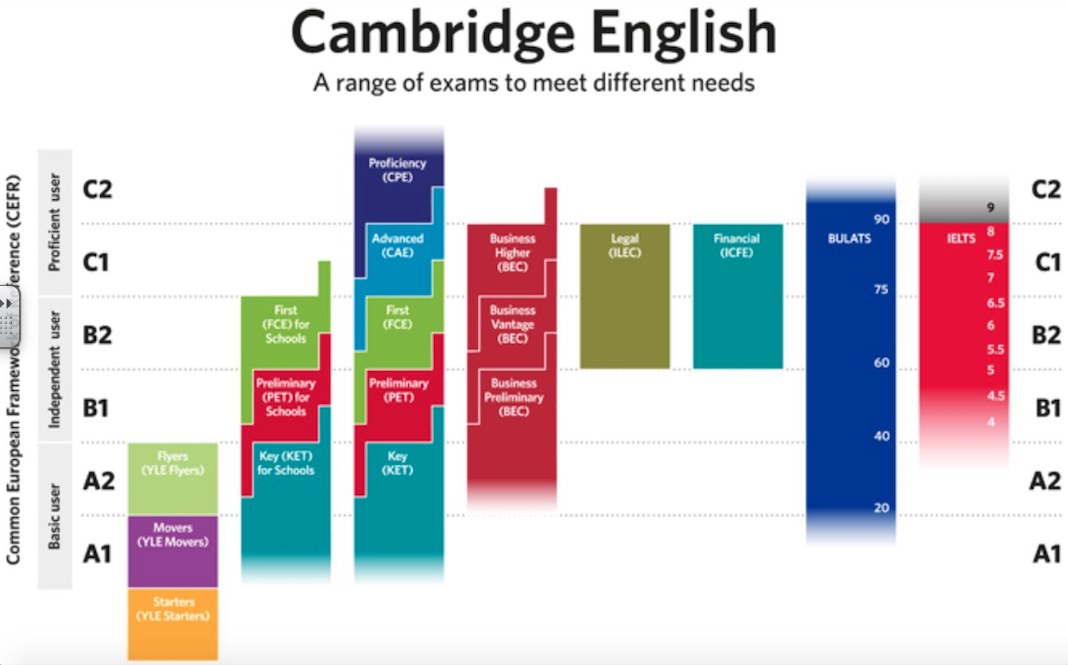 Cambridge English
A range of exams to meet different needs
Common European Framewo
erence (CEFR)
Proficient user
Independent user
Basic user
C2
C1
B2
B1
A2
A1
Flyers
(YLE Flyers)
Movers
(YLE Movers)
Starters
(YLE Starters)
First
(FCE) for
Schools
Preliminary
(PET) for
Schools
Key (KET)
for Schools
Proficiency
(CPE)
Advanced
(CAE)
First
(FCE)
Preliminary
(PET)
Key
(KET)
Business
Higher
(BEC)
Business
Vantage
(BEC)
Business
Preliminary
(BEC)
Legal
(ILEC)
Financial
(ICFE)
BULATS
90
75
60
40
20
IELTS
9
8
7.5
7
6.5
6
5.5
5
4.5
4
C2
C1
B2
B1
A2
A1